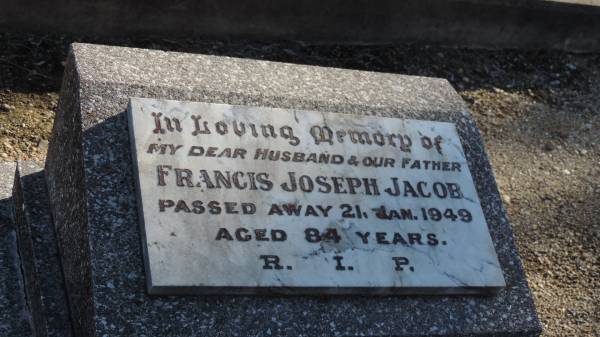 In Loving Memory of
MY DEAR HUSBAND & OUR FATHER
FRANCIS JOSEPH JACOB
PASSED AWAY 21, JAN. 1949
AGED 84 YEARS.
R. I. P.